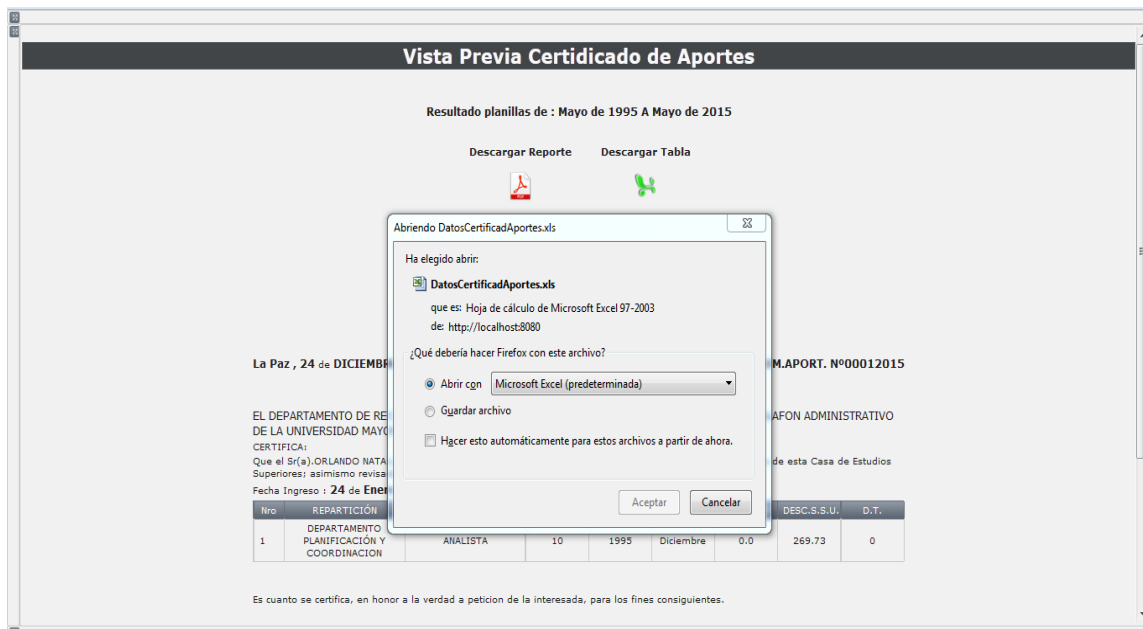 Vista Previa Certidicado de Aportes
Resultado planillas de : Mayo de 1995 A Mayo de 2015
Descargar Reporte Descargar Tabla
Abriendo DatosCertificadAportes.xls
Ha elegido abrir:
DatosCertificadAportes.xls
que es: Hoja de cálculo de Microsoft Excel 97-2003
de: http://localhost:8080
¿Qué debería hacer Firefox con este archivo?
Abrir con Microsoft Excel (predeterminada)
Guardar archivo
Hacer esto automáticamente para estos archivos a partir de ahora.
Aceptar Cancelar
La Paz , 24 de DICIEMBR M.APORT. Nº00012015
EL DEPARTAMENTO DE RE AFON ADMINISTRATIVO
DE LA UNIVERSIDAD MAYO
CERTIFICA:
Que el Sr(a).ORLANDO NATA de esta Casa de Estudios
Superiores; asimismo revisa
Fecha Ingreso : 24 de Ener
Nro REPARTICIÓN DESC.S.S.U. D.T.
1 DEPARTAMENTO PLANIFICACIÓN Y COORDINACION ANALISTA 10 1995 Diciembre 0.0 269.73 0
Es cuanto se certifica, en honor a la verdad a peticion de la interesada, para los fines consiguientes.